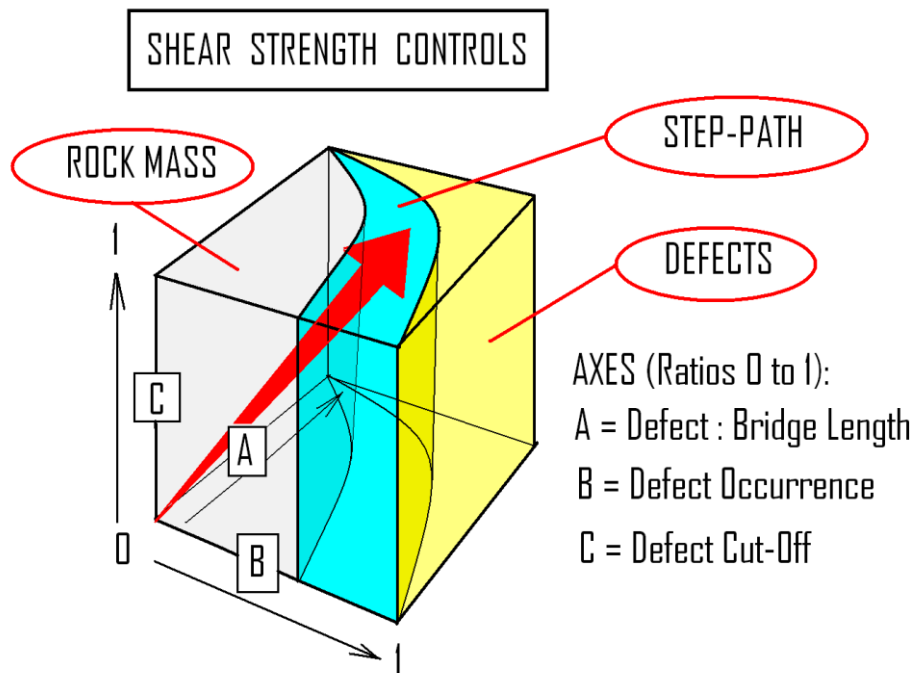 SHEAR STRENGTH CONTROLS
STEP-PATH
ROCK MASS
1
DEFECTS
C
A
AXES (Ratios 0 to 1):
A = Defect : Bridge Length
B = Defect Occurrence
C = Defect Cut-Off
0
B
1